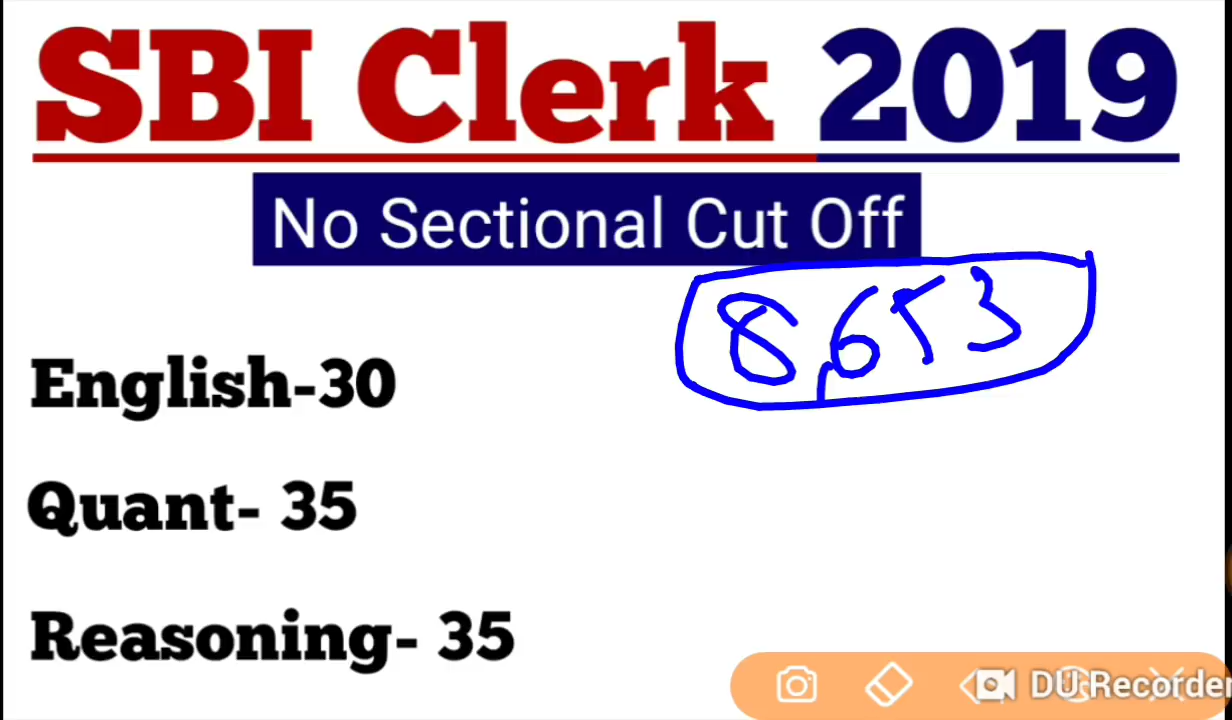 SBI Clerk 2019
No Sectional Cut Off
8,653
English-30
Quant- 35
Reasoning- 35
DU Recorder